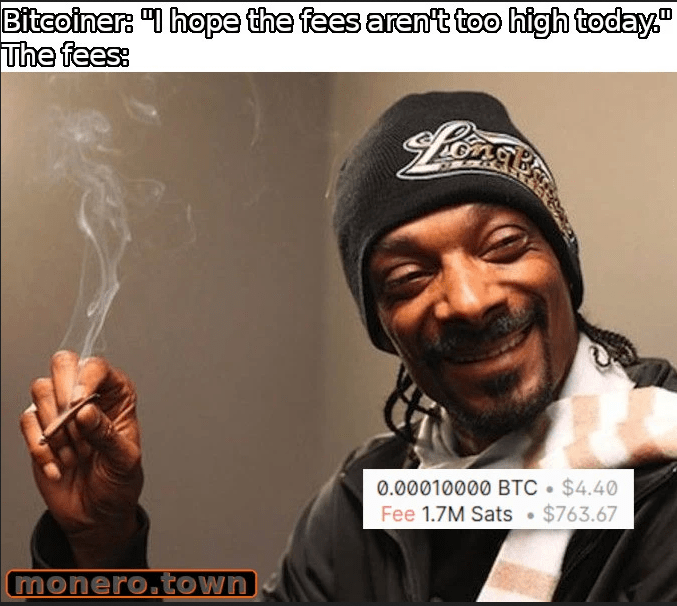 Bitcoiner: "I hope the fees aren't too high today."
The fees:
0.00010000 BTC • $4.40
Fee 1.7M Sats • $763.67
monero.town